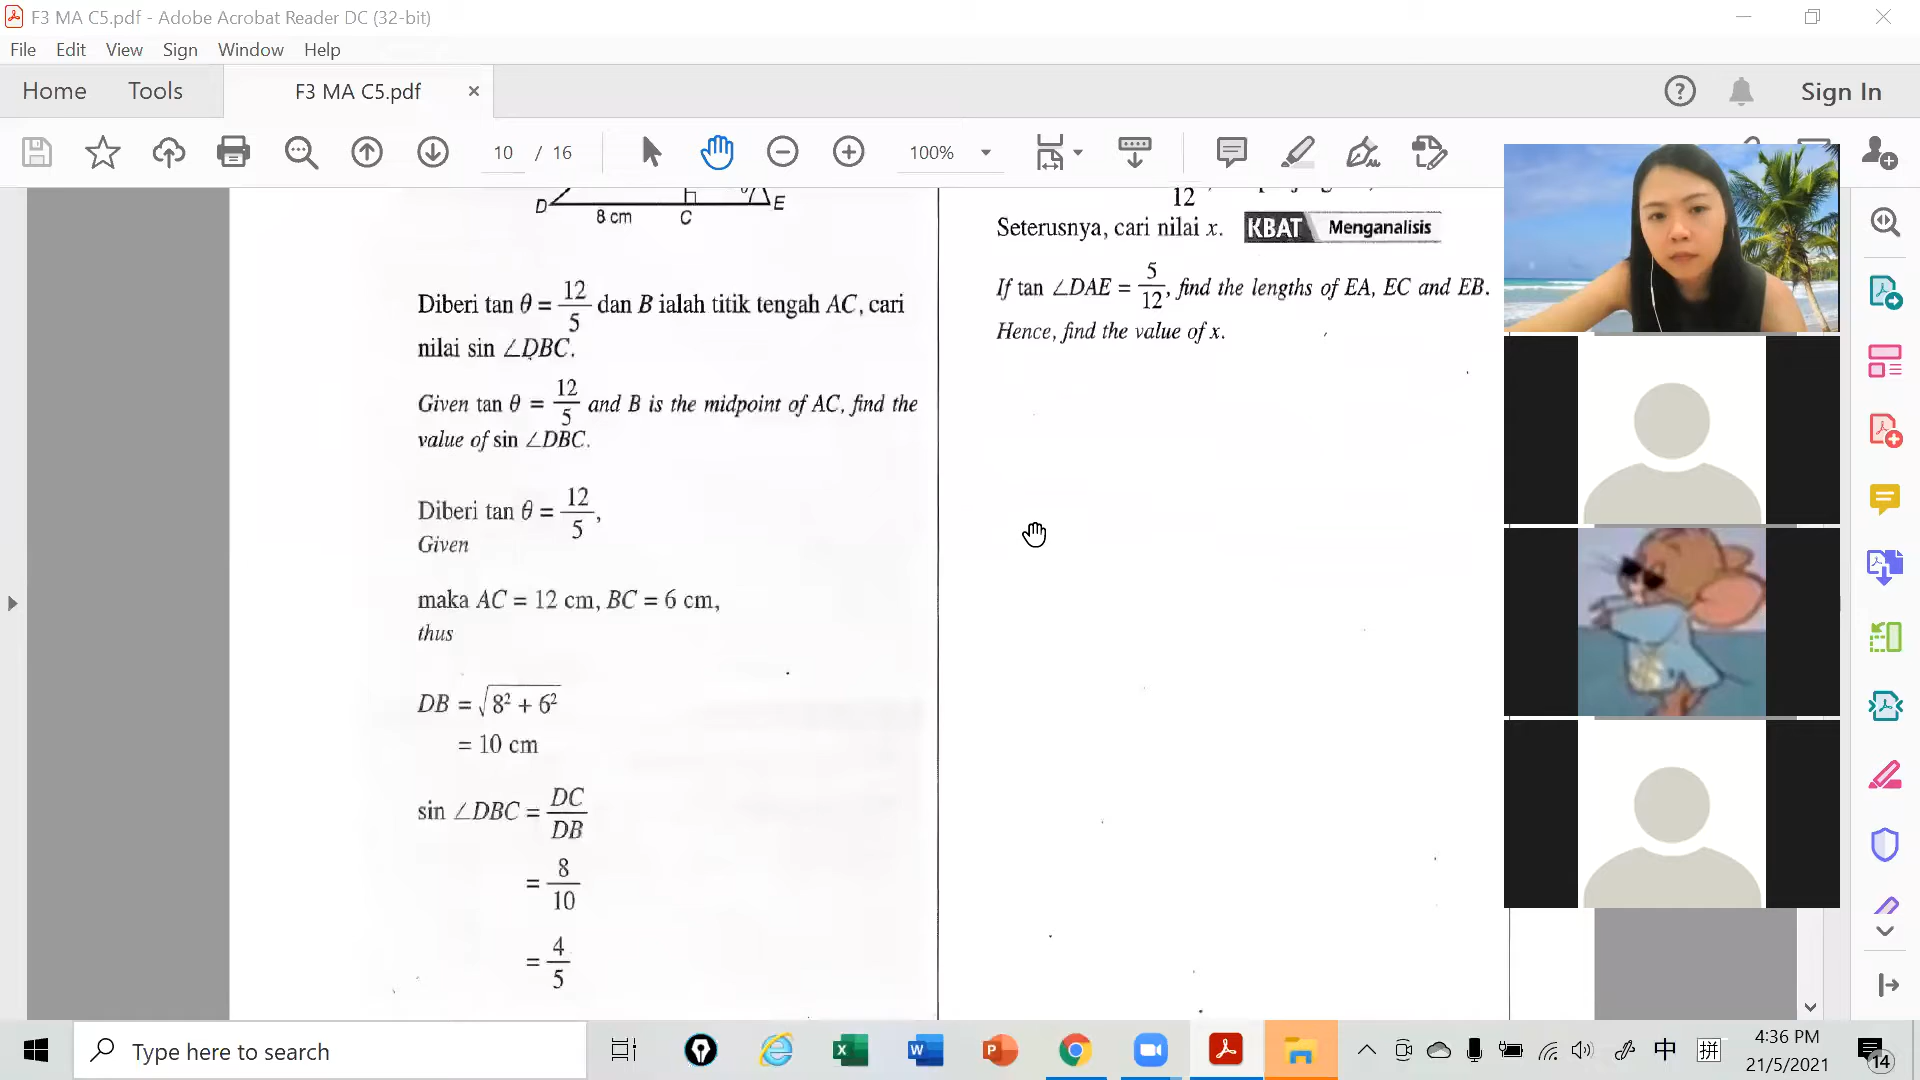 F3 MA C5.pdf - Adobe Acrobat Reader DC (32-bit)
File Edit View Sign Window Help
Home Tools F3 MA C5.pdf × Sign In
10 / 16 100%
D 8 cm C E
Diberi tan θ = 12/5 dan B ialah titik tengah AC, cari
nilai sin ∠DBC.
Given tan θ = 12/5 and B is the midpoint of AC, find the
value of sin ∠DBC.
Diberi tan θ = 12/5,
Given
maka AC = 12 cm, BC = 6 cm,
thus
DB = √(8² + 6²)
= 10 cm
sin ∠DBC = DC/DB
= 8/10
= 4/5
12
Seterusnya, cari nilai x. KBAT Menganalisis
If tan ∠DAE = 5/12, find the lengths of EA, EC and EB.
Hence, find the value of x.
Type here to search
中 拼
4:36 PM
21/5/2021
14